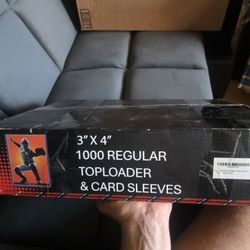 3" X 4"
1000 REGULAR
TOPLOADER
& CARD SLEEVES